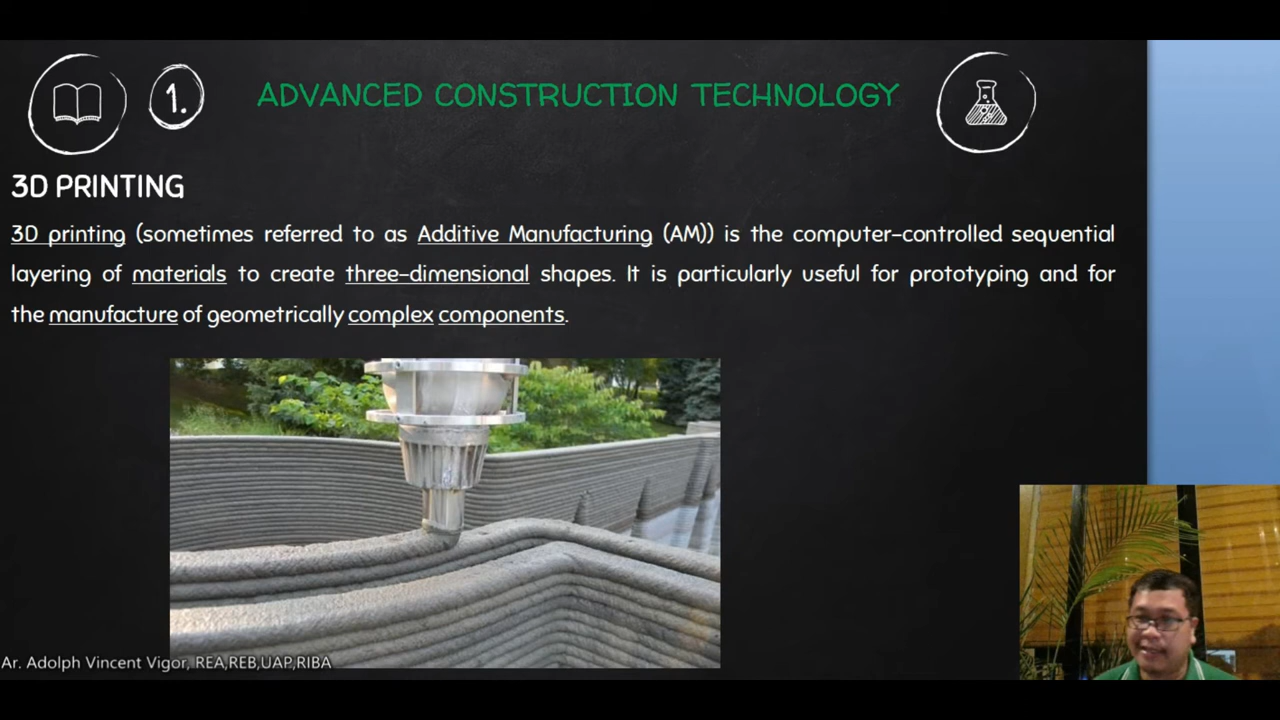 1.
ADVANCED CONSTRUCTION TECHNOLOGY
3D PRINTING
3D printing (sometimes referred to as Additive Manufacturing (AM)) is the computer-controlled sequential
layering of materials to create three-dimensional shapes. It is particularly useful for prototyping and for
the manufacture of geometrically complex components.
Ar. Adolph Vincent Vigor, REA,REB,UAP,RIBA